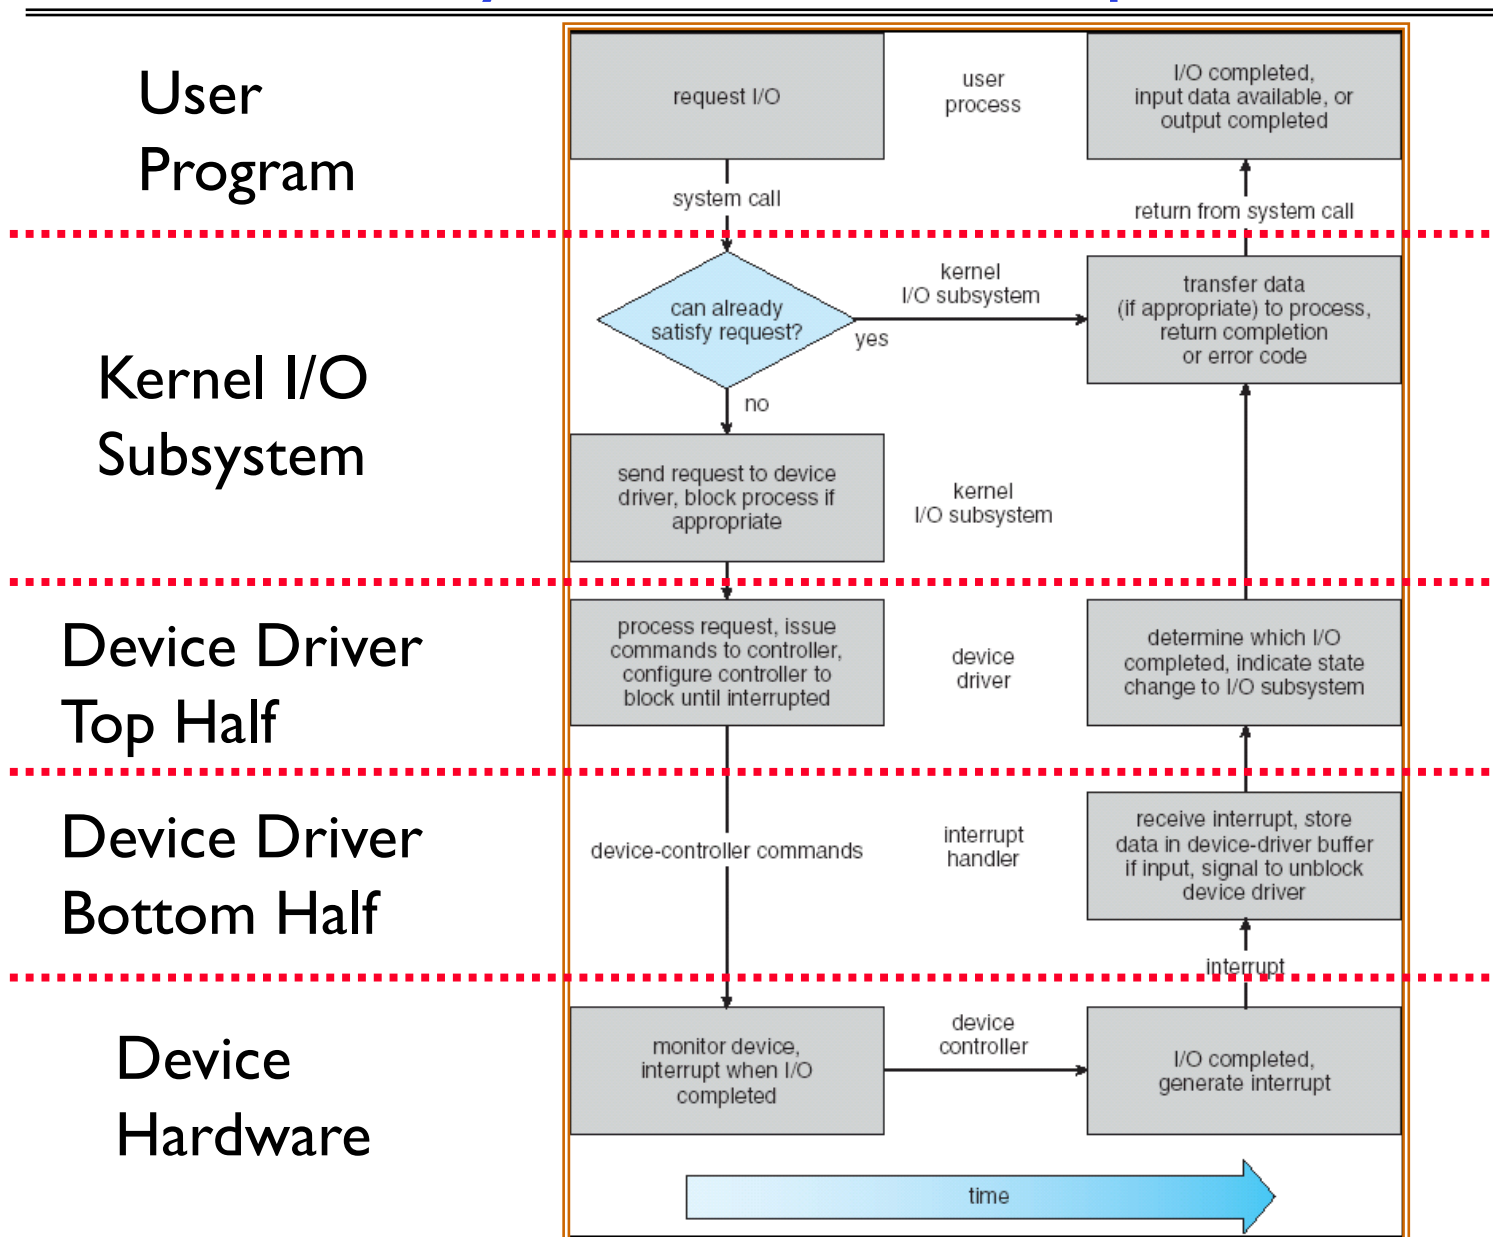 User
Program
request I/O
user
process
I/O completed,
input data available, or
output completed
system call
return from system call
Kernel I/O
Subsystem
can already
satisfy request?
kernel
I/O subsystem
yes
transfer data
(if appropriate) to process,
return completion
or error code
no
send request to device
driver, block process if
appropriate
kernel
I/O subsystem
Device Driver
Top Half
process request, issue
commands to controller,
configure controller to
block until interrupted
device
driver
determine which I/O
completed, indicate state
change to I/O subsystem
Device Driver
Bottom Half
device-controller commands
interrupt
handler
receive interrupt, store
data in device-driver buffer
if input, signal to unblock
device driver
interrupt
Device
Hardware
monitor device,
interrupt when I/O
completed
device
controller
I/O completed,
generate interrupt
time